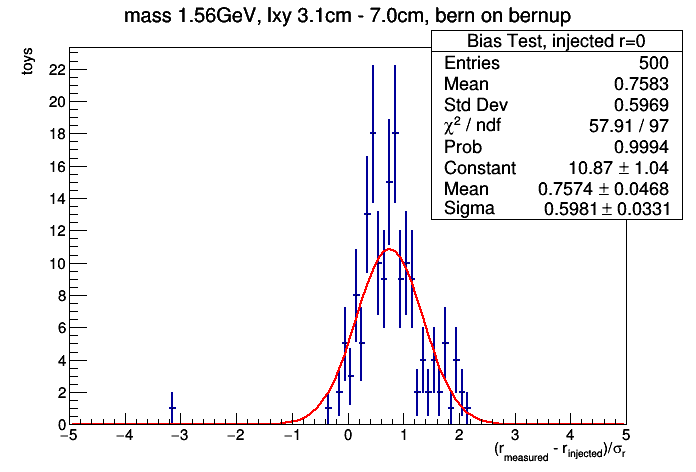 mass 1.56GeV, lxy 3.1cm - 7.0cm, bern on bernup
Bias Test, injected r=0
Entries 500
Mean 0.7583
Std Dev 0.5969
χ² / ndf 57.91 / 97
Prob 0.9994
Constant 10.87 ± 1.04
Mean 0.7574 ± 0.0468
Sigma 0.5981 ± 0.0331
toys
22
20
18
16
14
12
10
8
6
4
2
0
−5 −4 −3 −2 −1 0 1 2 3 4 5
(r_measured - r_injected)/σ_r